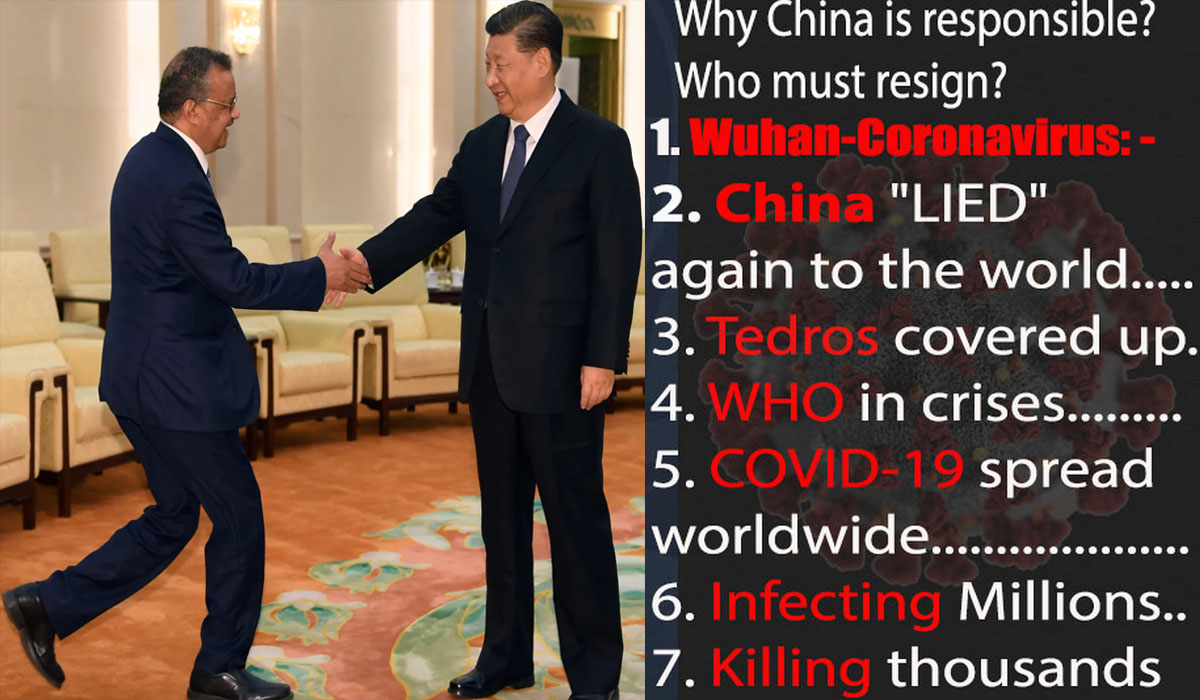 Why China is responsible?
Who must resign?
1. Wuhan-Coronavirus: -
2. China "LIED"
again to the world.....
3. Tedros covered up.
4. WHO in crises.........
5. COVID-19 spread
worldwide....................
6. Infecting Millions..
7. Killing thousands